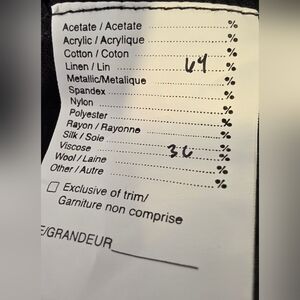 Acetate / Acetate ........ %
Acrylic / Acrylique ........ %
Cotton / Coton ........ %
Linen / Lin ........ 64 %
Metallic/Metalique ........ %
Spandex ........ %
Nylon ........ %
Polyester ........ %
Rayon / Rayonne ........ %
Silk / Soie ........ %
Viscose ........ 36 %
Wool / Laine ........ %
Other / Autre ........ %
☐ Exclusive of trim/
Garniture non comprise
E/GRANDEUR